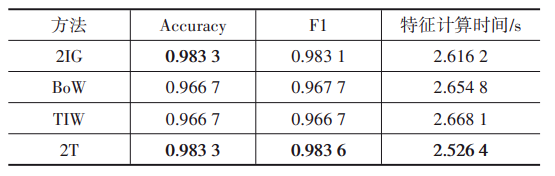 方法 Accuracy F1 特征计算时间/s
2IG 0.983 3 0.983 1 2.616 2
BoW 0.966 7 0.967 7 2.654 8
TIW 0.966 7 0.966 7 2.668 1
2T 0.983 3 0.983 6 2.526 4